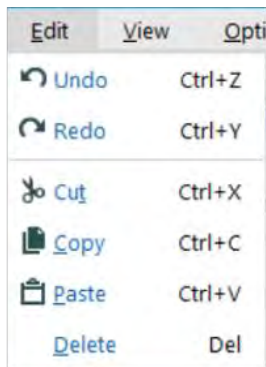 Edit View Opti
Undo Ctrl+Z
Redo Ctrl+Y
Cut Ctrl+X
Copy Ctrl+C
Paste Ctrl+V
Delete Del